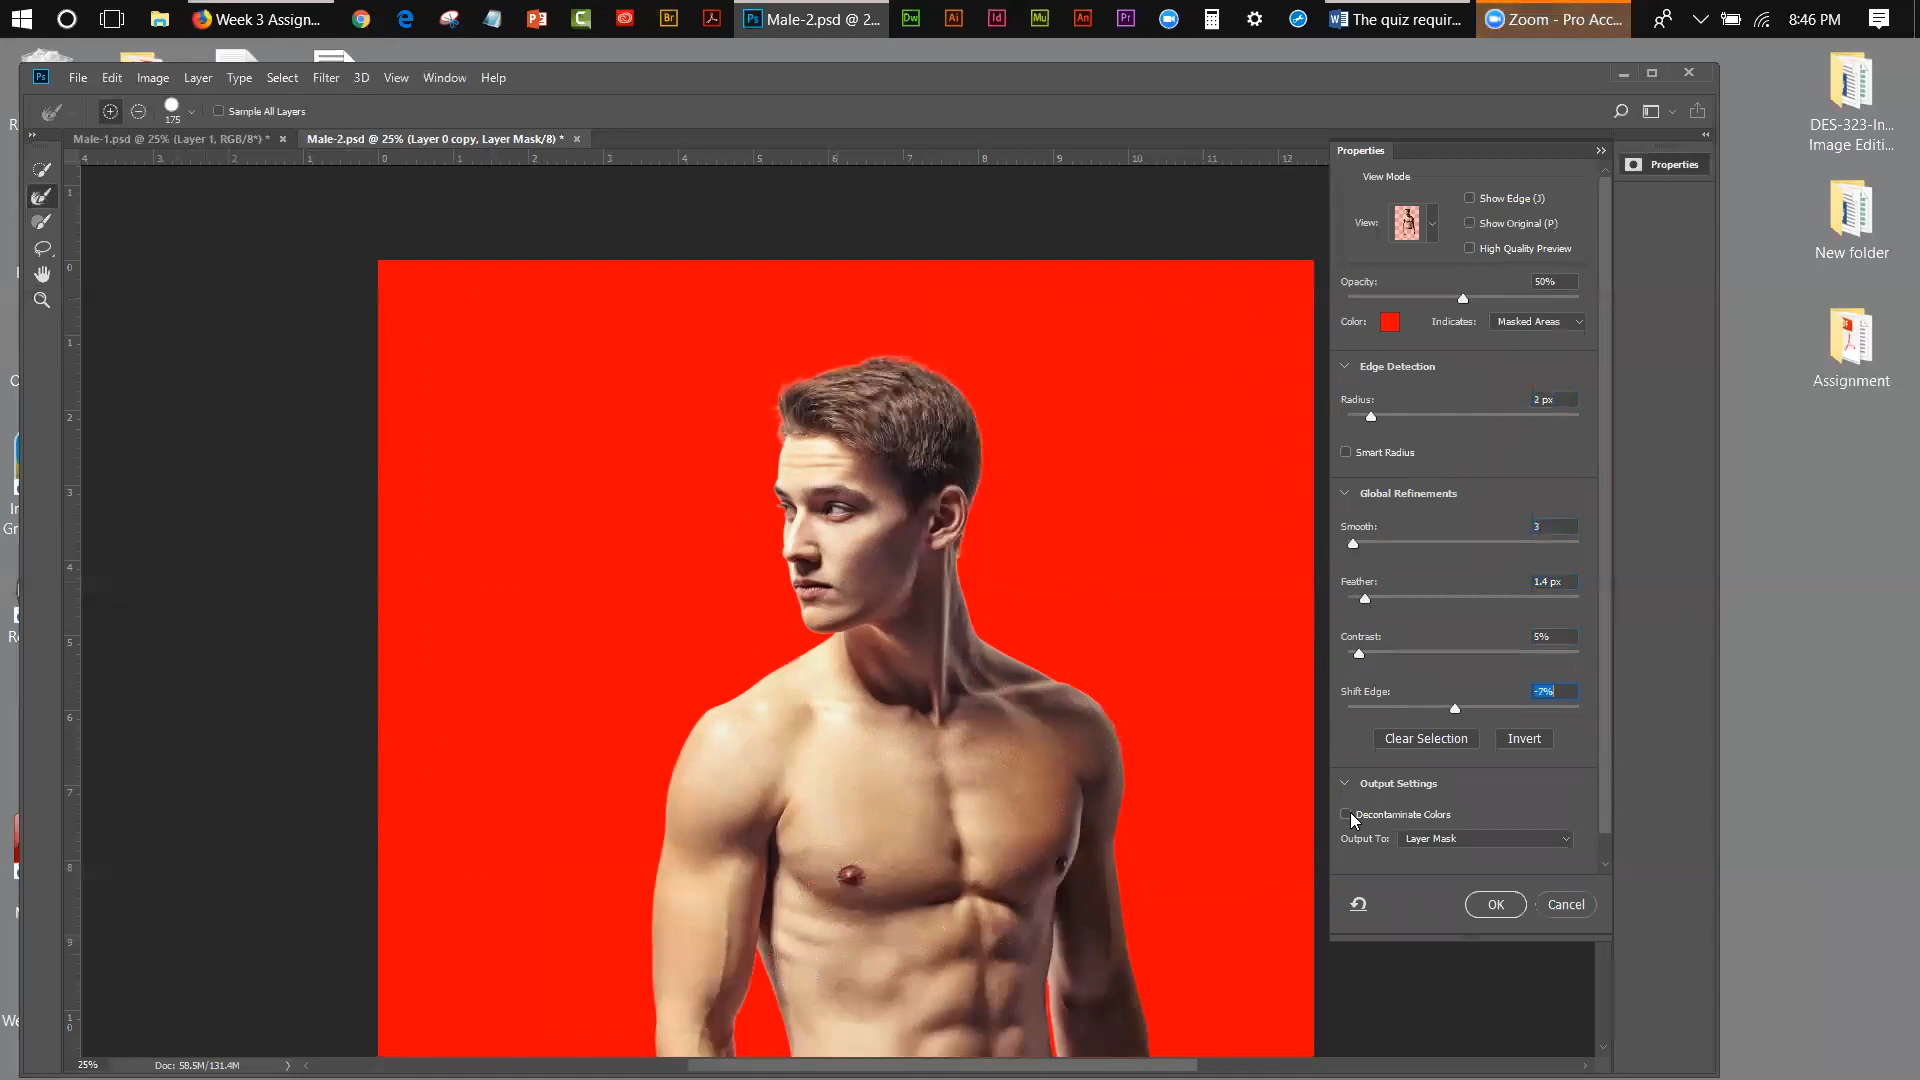 Week 3 Assign...
Male-2.psd @ 2...
The quiz requir...
Zoom - Pro Acc...
8:46 PM
File Edit Image Layer Type Select Filter 3D View Window Help
175
Sample All Layers
Male-1.psd @ 25% (Layer 1, RGB/8*) *
Male-2.psd @ 25% (Layer 0 copy, Layer Mask/8) *
Properties
Properties
View Mode
View:
Show Edge (J)
Show Original (P)
High Quality Preview
Opacity: 50%
Color:
Indicates: Masked Areas
Edge Detection
Radius: 2 px
Smart Radius
Global Refinements
Smooth: 3
Feather: 1.4 px
Contrast: 5%
Shift Edge: -7%
Clear Selection
Invert
Output Settings
Decontaminate Colors
Output To: Layer Mask
OK
Cancel
25%
Doc: 58.5M/131.4M
DES-323-In...
Image Editi...
New folder
Assignment